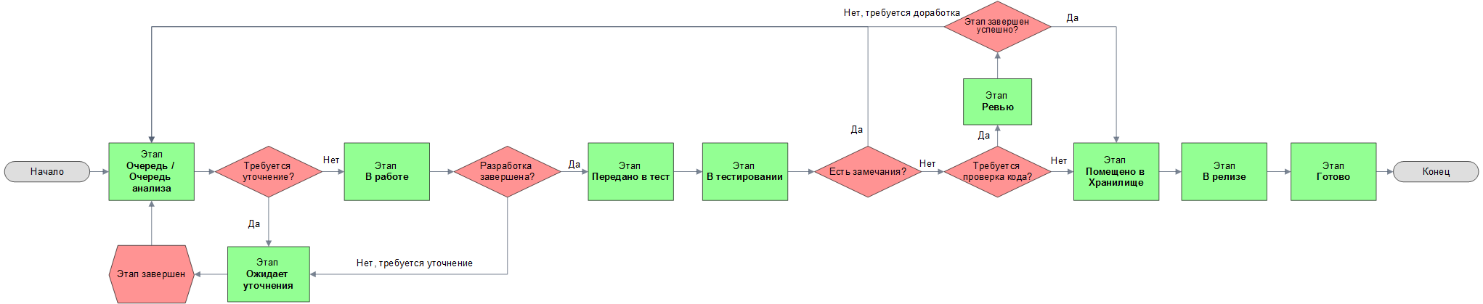 Нет, требуется доработка
Этап завершен
успешно?
Да
Этап
Ревью
Да
Да
Начало
Этап
Очередь /
Очередь
анализа
Требуется
уточнение?
Нет
Этап
В работе
Разработка
завершена?
Да
Этап
Передано в тест
Этап
В тестировании
Есть замечания?
Нет
Требуется
проверка кода?
Нет
Этап
Помещено в
Хранилище
Этап
В релизе
Этап
Готово
Конец
Да
Нет, требуется уточнение
Этап завершен
Этап
Ожидает
уточнения